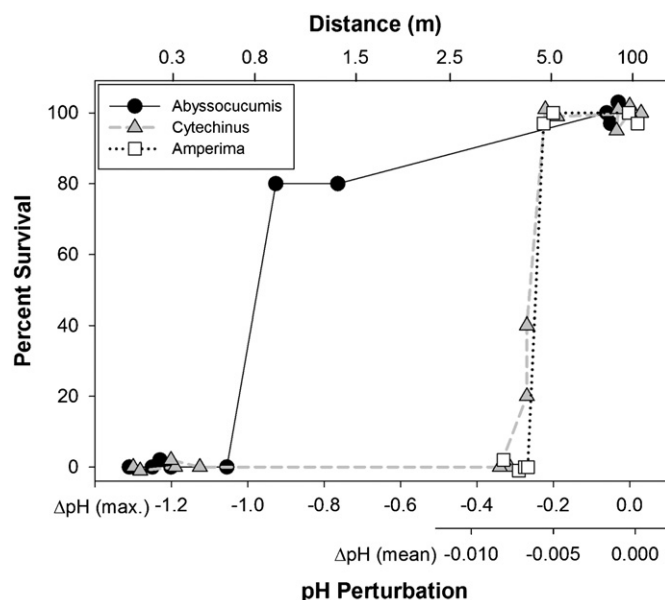 Distance (m)
0.3 0.8 1.5 2.5 5.0 100
Abyssocucumis
Cytechinus
Amperima
Percent Survival
100
80
60
40
20
0
ΔpH (max.) -1.2 -1.0 -0.8 -0.6 -0.4 -0.2 0.0
ΔpH (mean) -0.010 -0.005 0.000
pH Perturbation